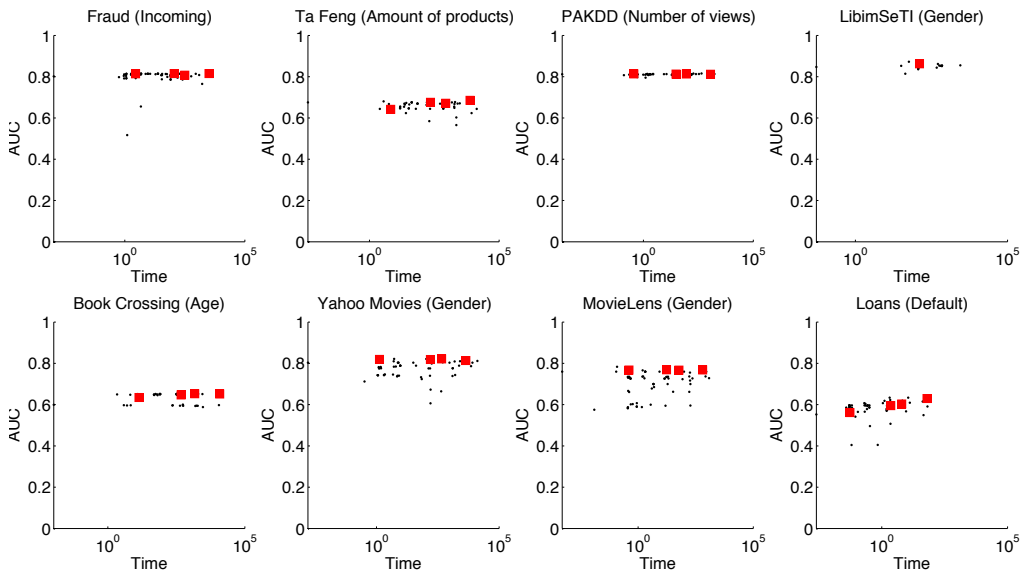 Fraud (Incoming)
1
0.8
0.6
0.4
0.2
0
AUC
10^0
10^5
Time
Ta Feng (Amount of products)
1
0.8
0.6
0.4
0.2
0
AUC
10^0
10^5
Time
PAKDD (Number of views)
1
0.8
0.6
0.4
0.2
0
AUC
10^0
10^5
Time
LibimSeTI (Gender)
1
0.8
0.6
0.4
0.2
0
AUC
10^0
10^5
Time
Book Crossing (Age)
1
0.8
0.6
0.4
0.2
0
AUC
10^0
10^5
Time
Yahoo Movies (Gender)
1
0.8
0.6
0.4
0.2
0
AUC
10^0
10^5
Time
MovieLens (Gender)
1
0.8
0.6
0.4
0.2
0
AUC
10^0
10^5
Time
Loans (Default)
1
0.8
0.6
0.4
0.2
0
AUC
10^0
10^5
Time